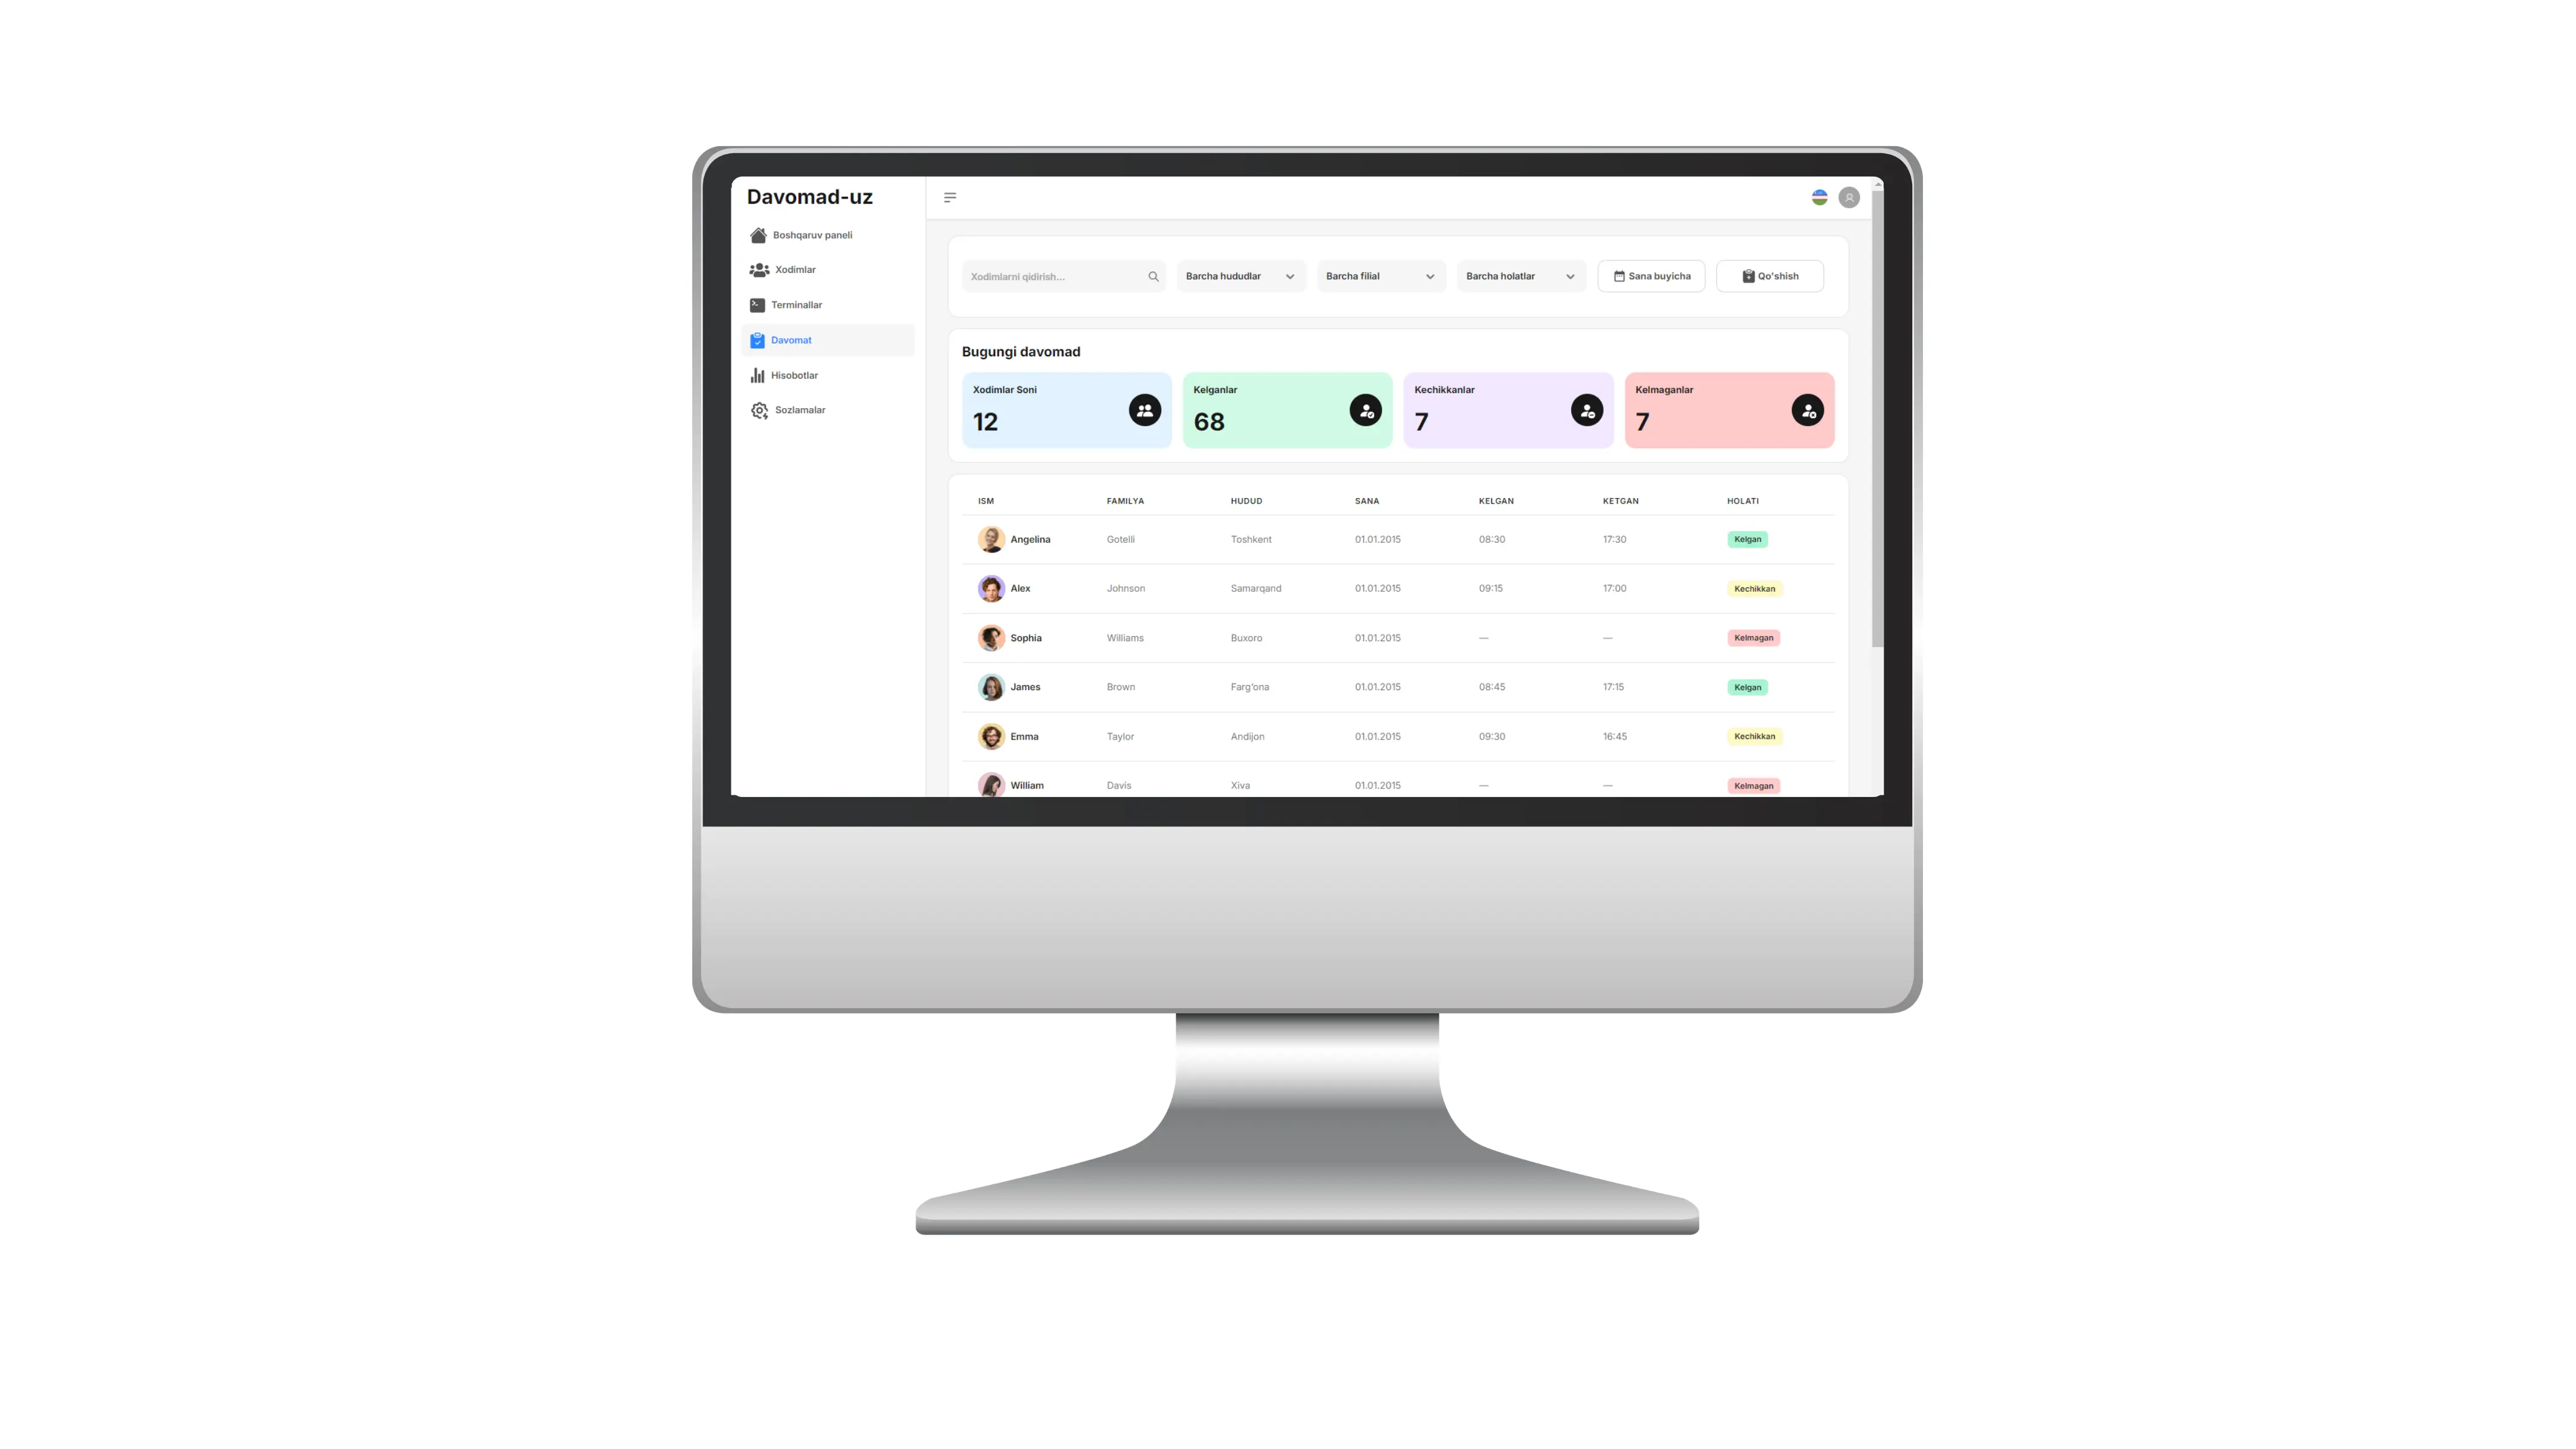 Davomad-uz
Boshqaruv paneli
Xodimlar
Terminallar
Davomat
Hisobotlar
Sozlamalar
Xodimlarni qidirish...
Barcha hududlar
Barcha filial
Barcha holatlar
Sana buyicha
Qo'shish
Bugungi davomad
Xodimlar Soni
12
Kelganlar
68
Kechikkanlar
7
Kelmaganlar
7
ISM FAMILYA HUDUD SANA KELGAN KETGAN HOLATI
Angelina Gotelli Toshkent 01.01.2015 08:30 17:30 Kelgan
Alex Johnson Samarqand 01.01.2015 09:15 17:00 Kechikkan
Sophia Williams Buxoro 01.01.2015 — — Kelmagan
James Brown Farg'ona 01.01.2015 08:45 17:15 Kelgan
Emma Taylor Andijon 01.01.2015 09:30 16:45 Kechikkan
William Davis Xiva 01.01.2015 — — Kelmagan